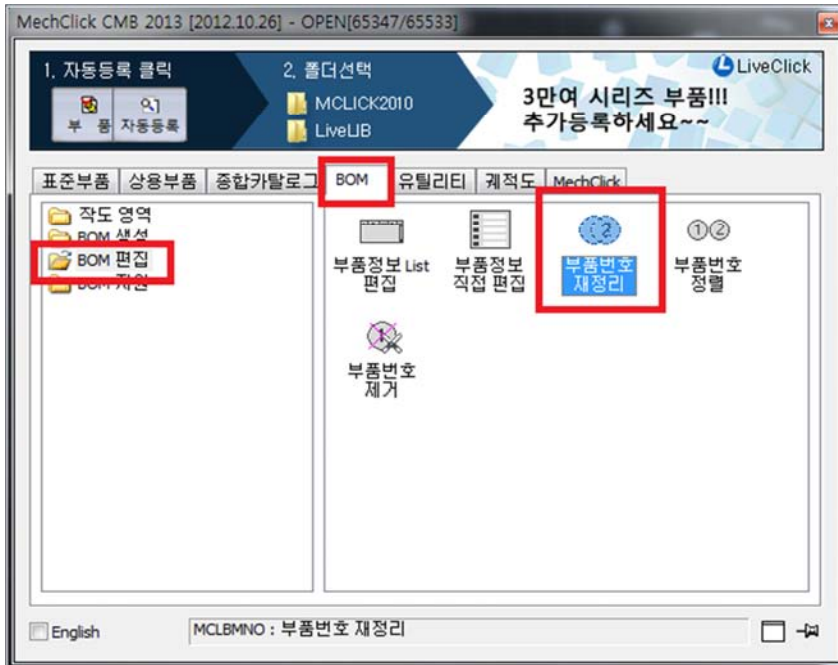 MechClick CMB 2013 [2012.10.26] - OPEN[65347/65533]
1. 자동등록 클릭
부 품 자동등록
2. 폴더선택
MCLICK2010
LiveLIB
LiveClick
3만여 시리즈 부품!!!
추가등록하세요~~
표준부품 상용부품 종합카탈로그 BOM 유틸리티 궤적도 MechClick
작도 영역
BOM 생성
BOM 편집
BOM 지원
부품정보 List
편집
부품정보
직접 편집
부품번호
재정리
부품번호
정렬
부품번호
제거
English
MCLBMNO : 부품번호 재정리